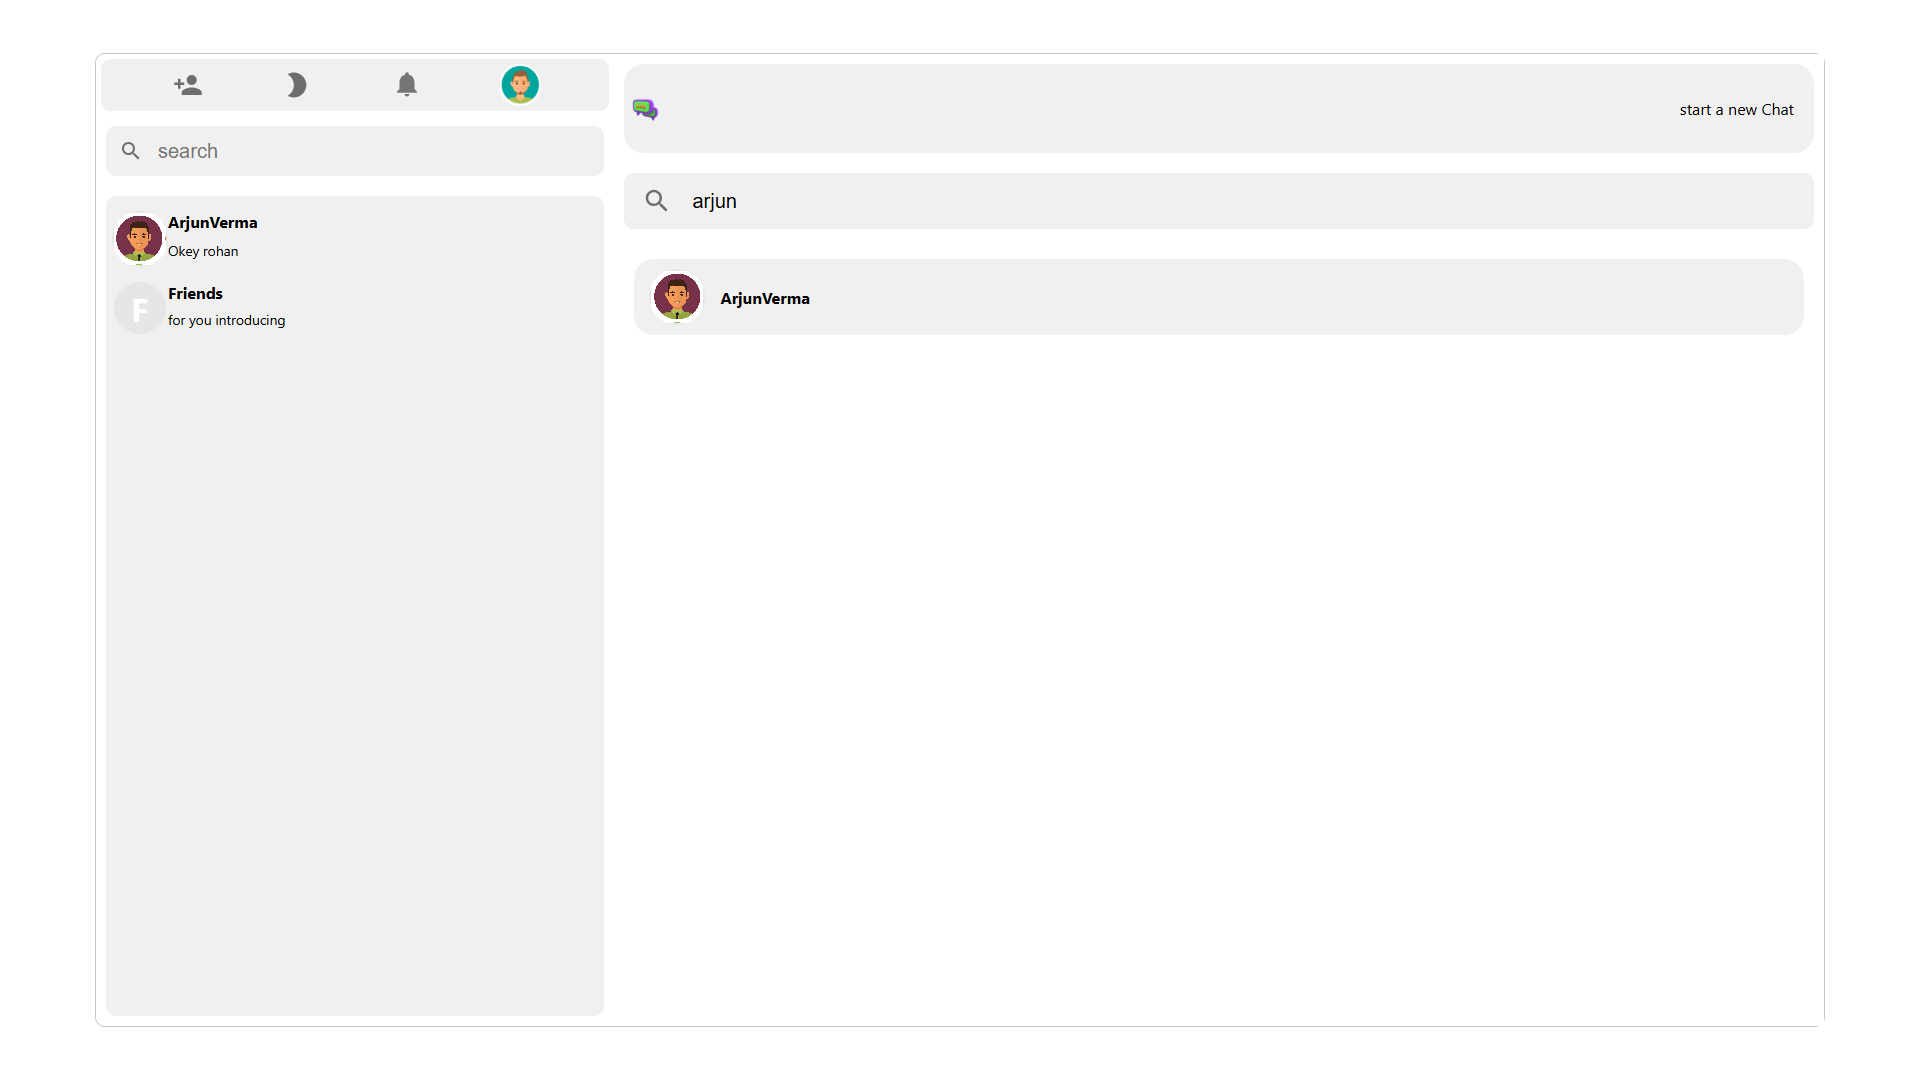 search
ArjunVerma
Okey rohan
F
Friends
for you introducing
start a new Chat
arjun
ArjunVerma